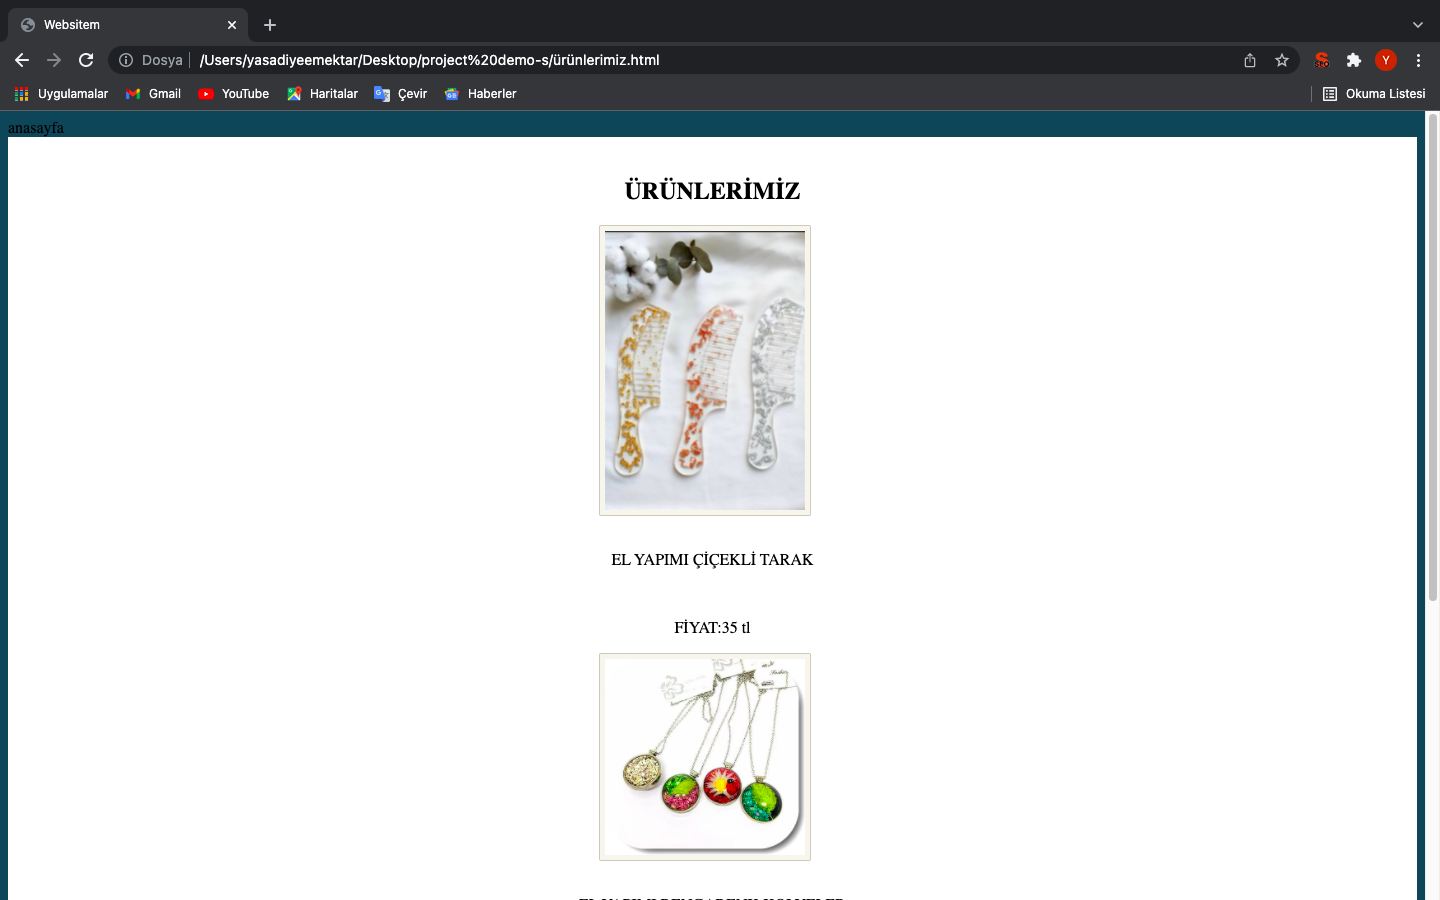 Websitem
Dosya
/Users/yasadiyeemektar/Desktop/project%20demo-s/ürünlerimiz.html
Y
Uygulamalar
Gmail
YouTube
Haritalar
Çevir
Haberler
Okuma Listesi
anasayfa
ÜRÜNLERİMİZ
EL YAPIMI ÇİÇEKLİ TARAK
FİYAT:35 tl